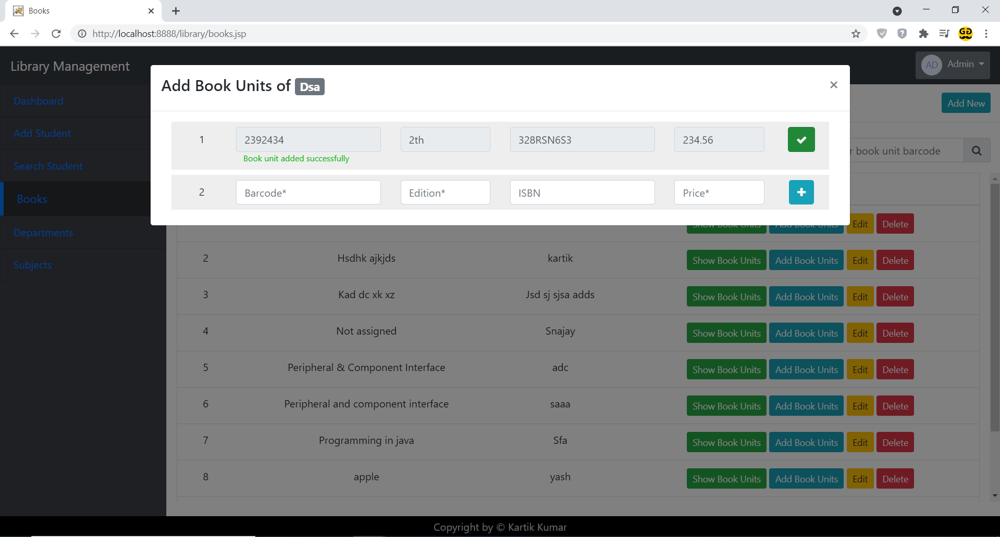 Books
http://localhost:8888/library/books.jsp
Library Management
AD Admin
Add Book Units of Dsa
Dashboard
Add New
1 2392434 2th 328RSN6S3 234.56
Book unit added successfully
Add Student
book unit barcode
Search Student
2 Barcode* Edition* ISBN Price*
Books
Show Book Units Add Book Units Edit Delete
Departments
2 Hsdhk ajkjds kartik Show Book Units Add Book Units Edit Delete
Subjects
3 Kad dc xk xz Jsd sj sjsa adds Show Book Units Add Book Units Edit Delete
4 Not assigned Snajay Show Book Units Add Book Units Edit Delete
5 Peripheral & Component Interface adc Show Book Units Add Book Units Edit Delete
6 Peripheral and component interface saaa Show Book Units Add Book Units Edit Delete
7 Programming in java Sfa Show Book Units Add Book Units Edit Delete
8 apple yash Show Book Units Add Book Units Edit Delete
Copyright by © Kartik Kumar